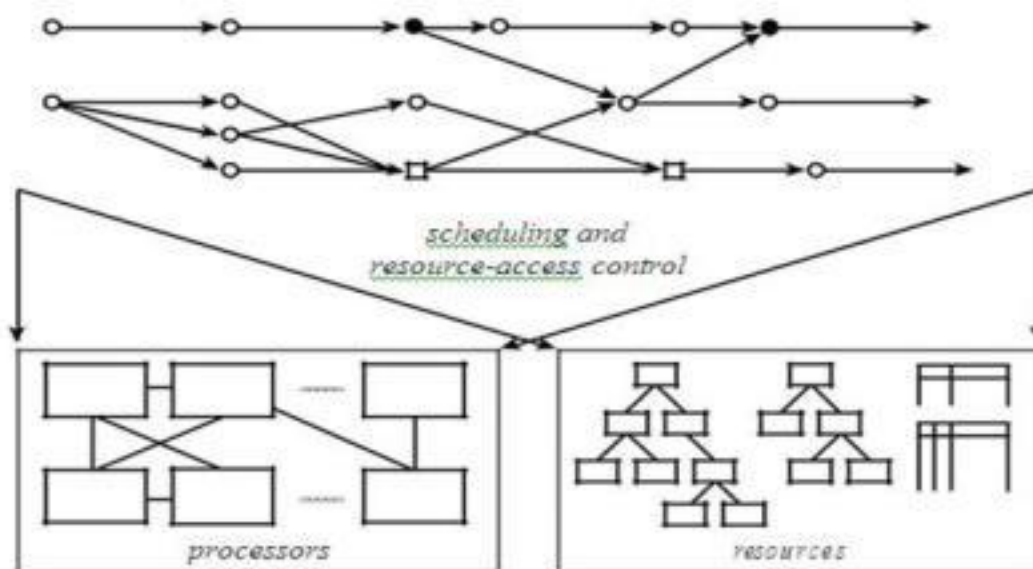 scheduling and
resource-access control
processors
resources